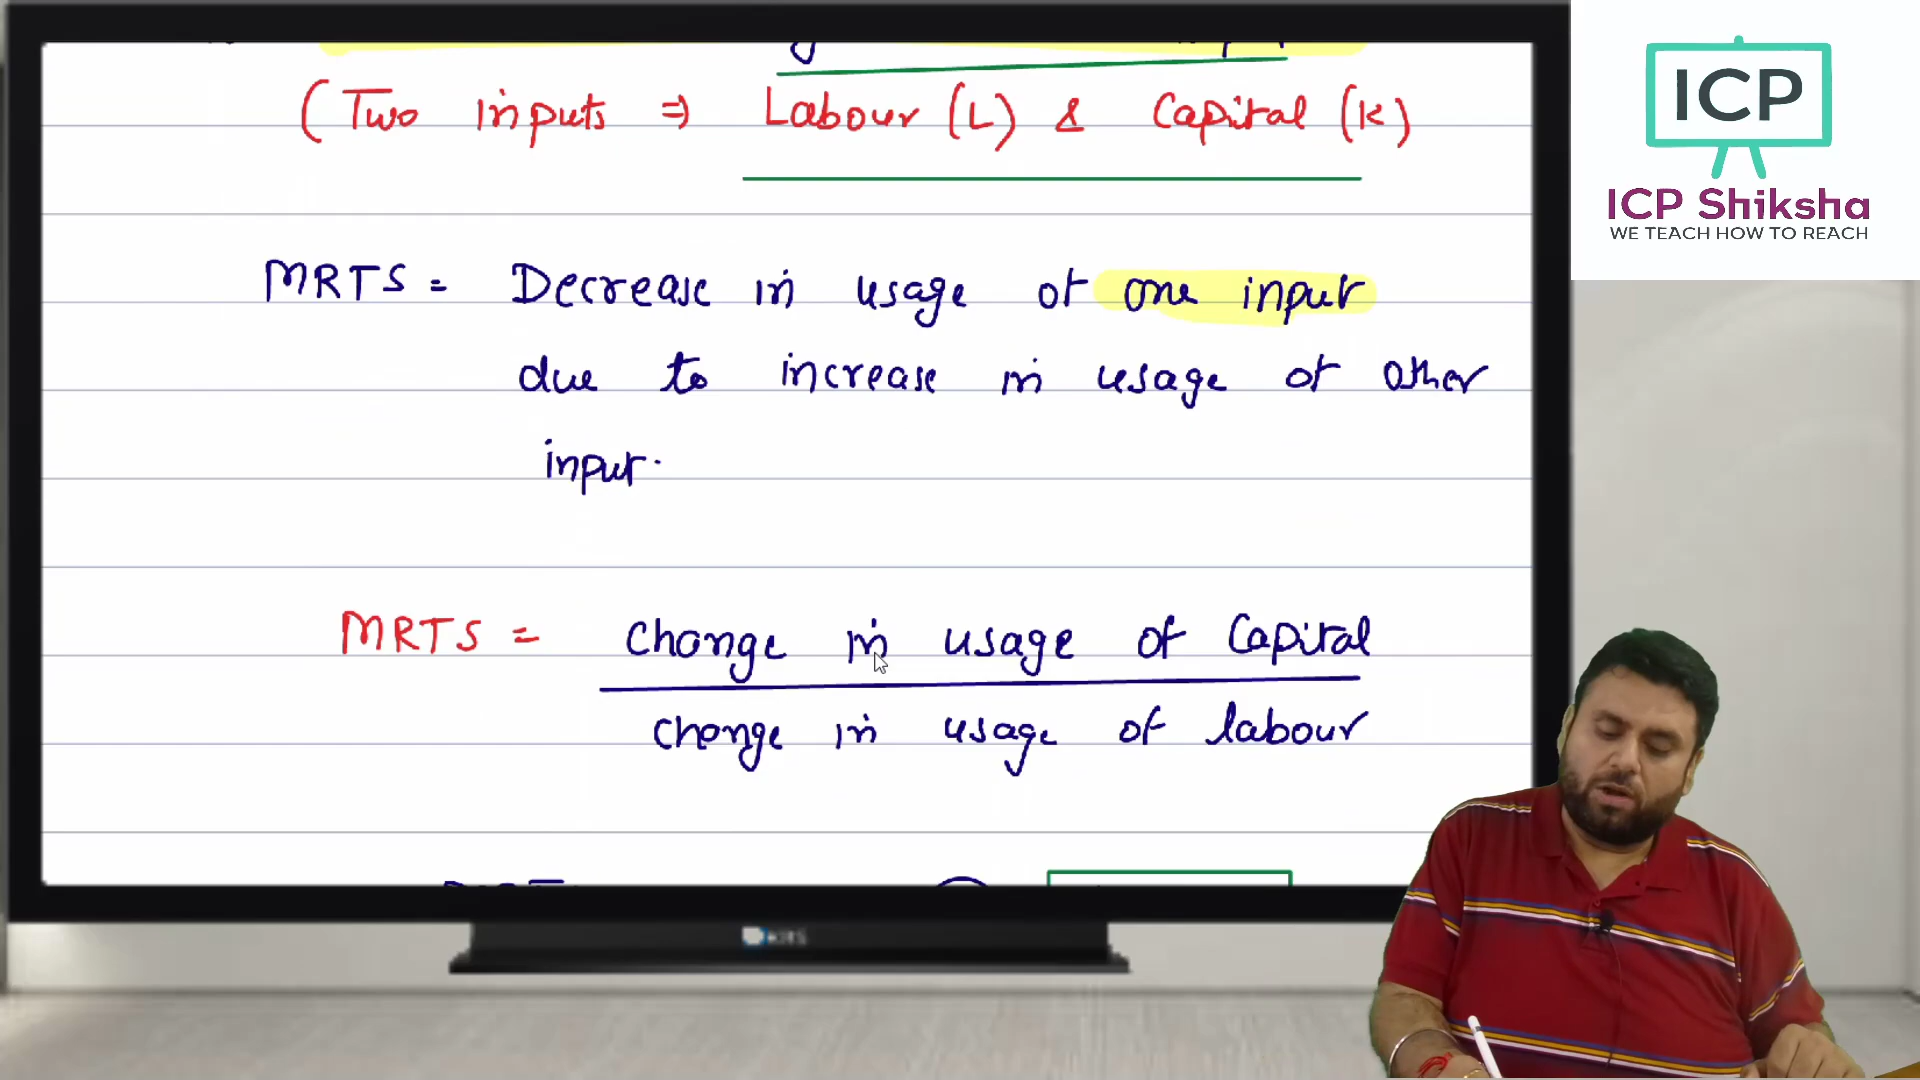 (Two inputs ⇒ Labour (L) & Capital (K)
ICP
ICP Shiksha
WE TEACH HOW TO REACH
MRTS = Decrease in usage of one input
due to increase in usage of other
input.
MRTS = Change in usage of Capital
Change in usage of labour